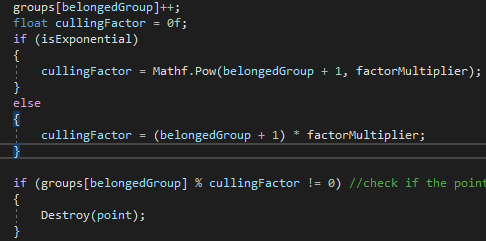 groups[belongedGroup]++;
float cullingFactor = 0f;
if (isExponential)
{
cullingFactor = Mathf.Pow(belongedGroup + 1, factorMultiplier);
}
else
{
cullingFactor = (belongedGroup + 1) * factorMultiplier;
}
if (groups[belongedGroup] % cullingFactor != 0) //check if the point
{
Destroy(point);
}